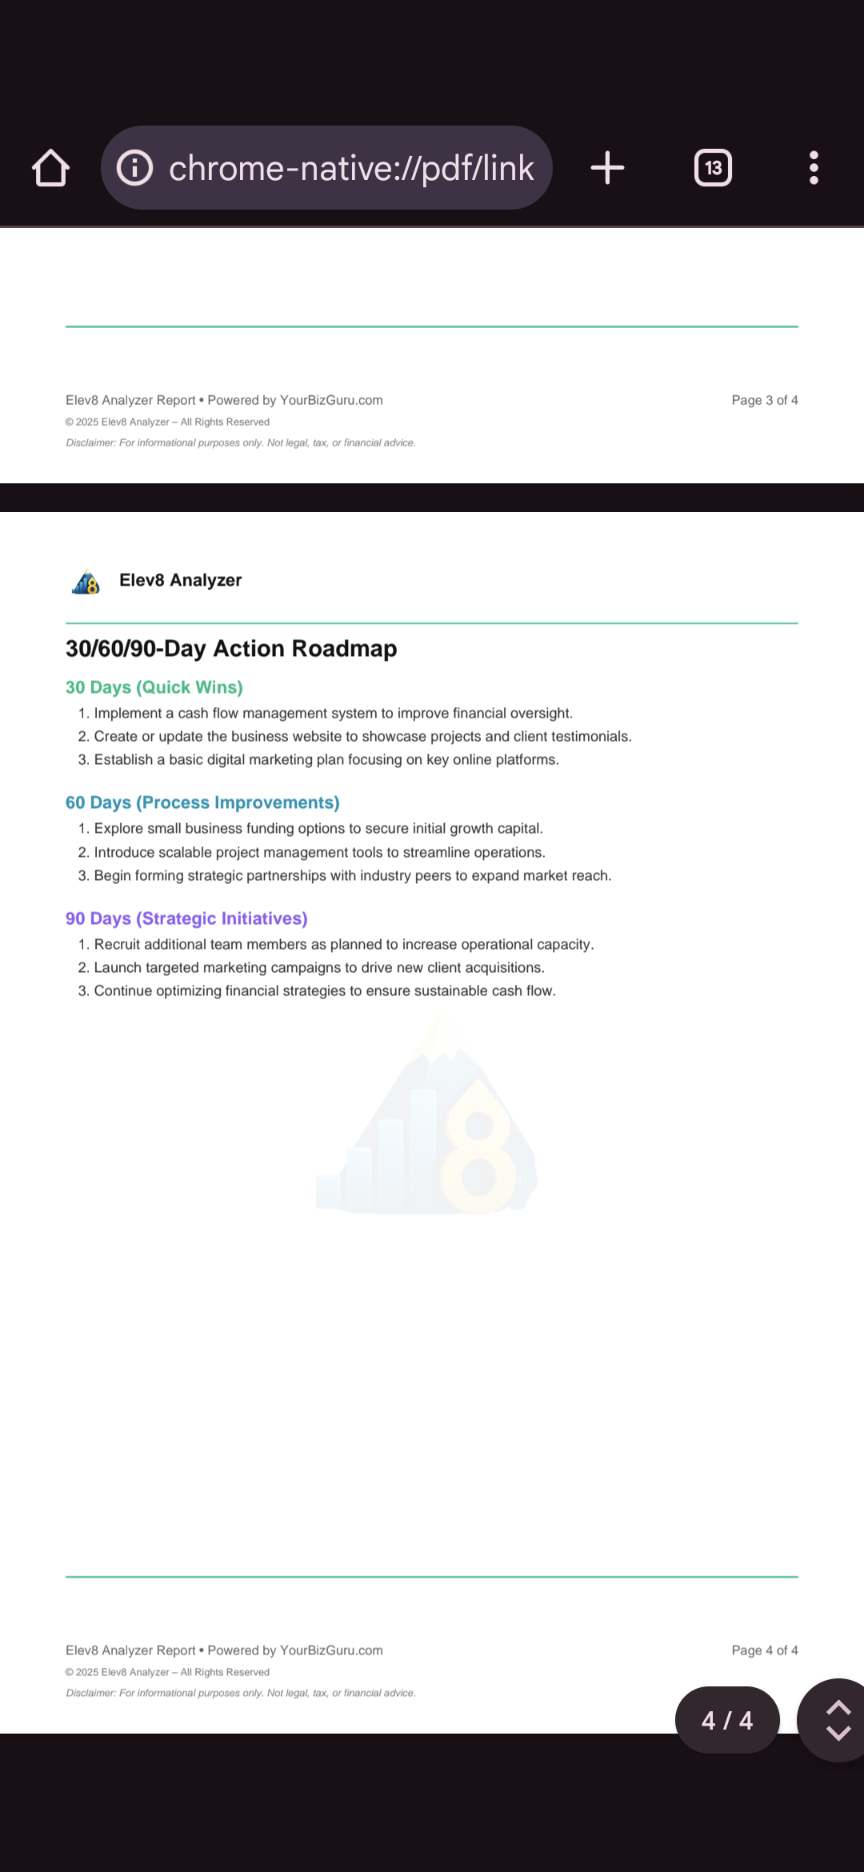 chrome-native://pdf/link
13
Elev8 Analyzer Report • Powered by YourBizGuru.com
Page 3 of 4
© 2025 Elev8 Analyzer – All Rights Reserved
Disclaimer: For informational purposes only. Not legal, tax, or financial advice.
8
Elev8 Analyzer
30/60/90-Day Action Roadmap
30 Days (Quick Wins)
1. Implement a cash flow management system to improve financial oversight.
2. Create or update the business website to showcase projects and client testimonials.
3. Establish a basic digital marketing plan focusing on key online platforms.
60 Days (Process Improvements)
1. Explore small business funding options to secure initial growth capital.
2. Introduce scalable project management tools to streamline operations.
3. Begin forming strategic partnerships with industry peers to expand market reach.
90 Days (Strategic Initiatives)
1. Recruit additional team members as planned to increase operational capacity.
2. Launch targeted marketing campaigns to drive new client acquisitions.
3. Continue optimizing financial strategies to ensure sustainable cash flow.
8
Elev8 Analyzer Report • Powered by YourBizGuru.com
Page 4 of 4
© 2025 Elev8 Analyzer – All Rights Reserved
Disclaimer: For informational purposes only. Not legal, tax, or financial advice.
4 / 4